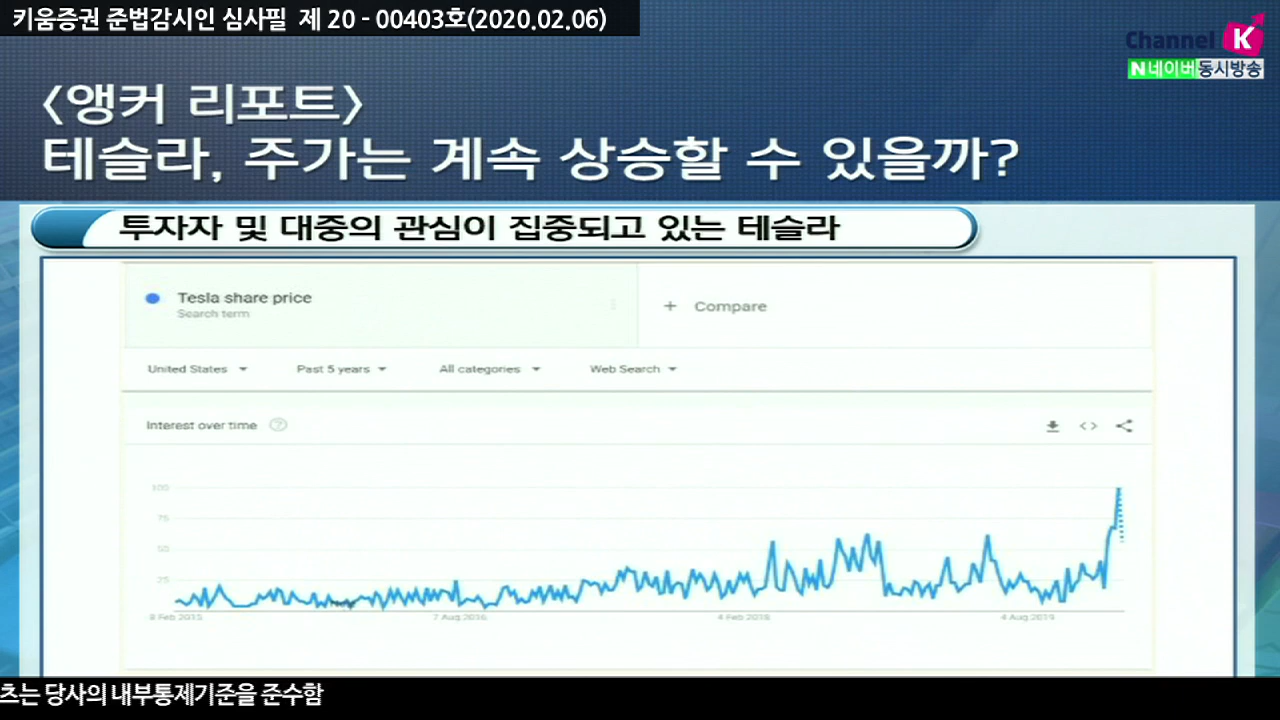 키움증권 준법감시인 심사필 제 20 - 00403호(2020.02.06)
Channel K
N 네이버 동시방송
<앵커 리포트>
테슬라, 주가는 계속 상승할 수 있을까?
투자자 및 대중의 관심이 집중되고 있는 테슬라
Tesla share price
Search term
+ Compare
United States
Past 5 years
All categories
Web Search
Interest over time
100
75
50
25
8 Feb 2015
7 Aug 2016
4 Feb 2018
4 Aug 2019
츠는 당사의 내부통제기준을 준수함